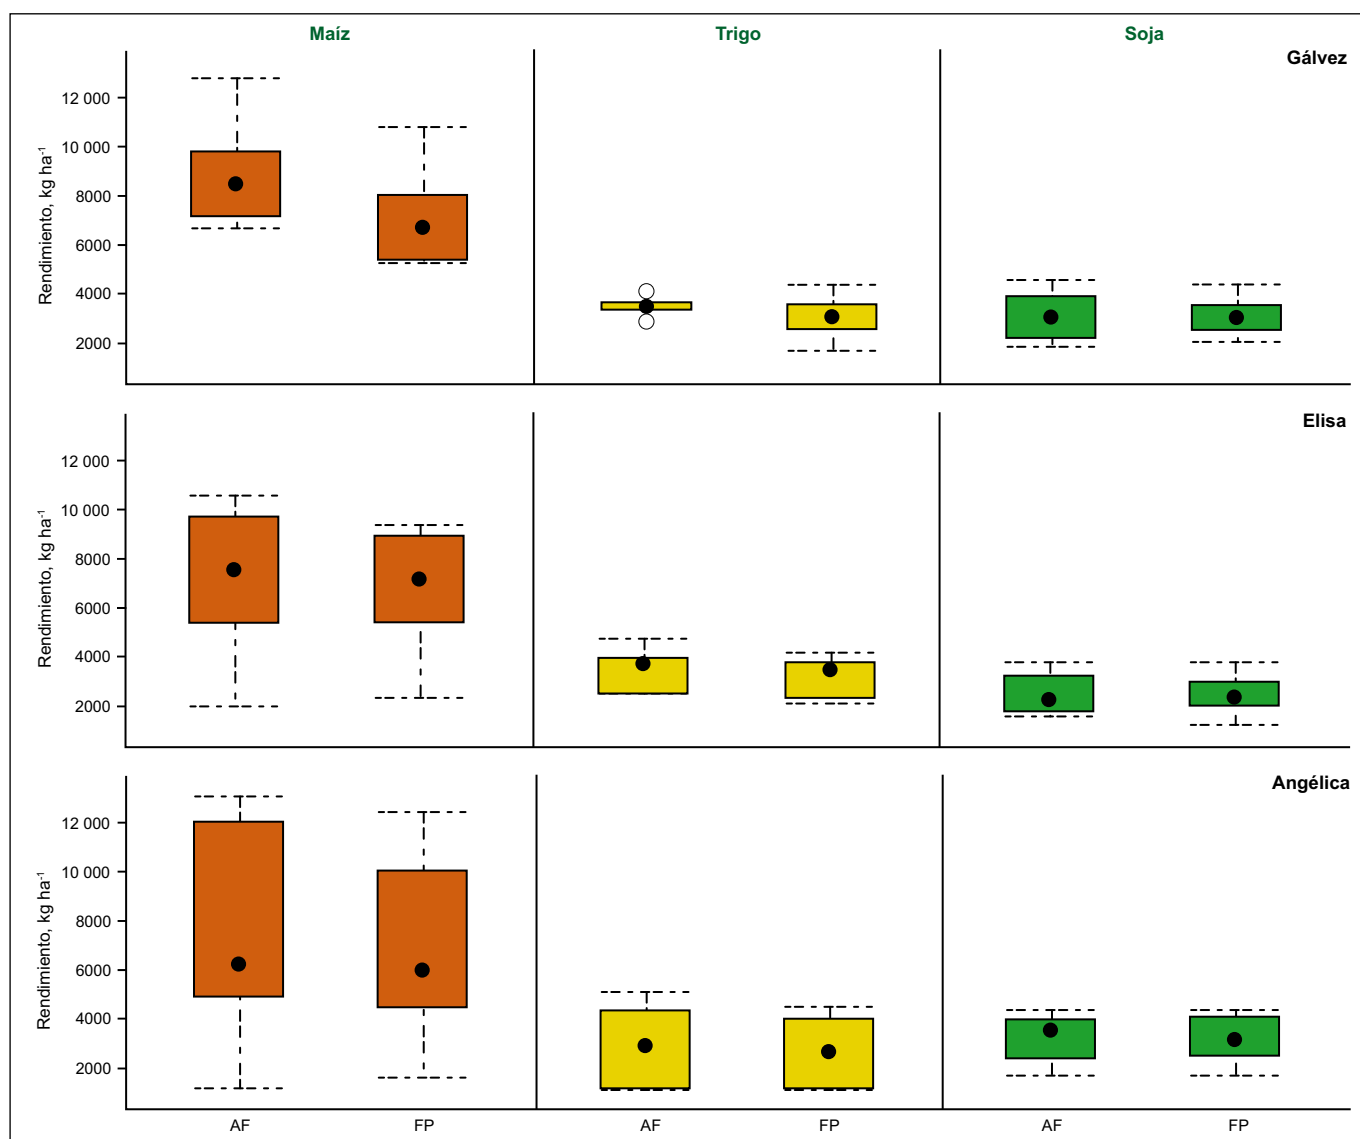 Maíz Trigo Soja
Gálvez
Rendimiento, kg ha-1
12 000
10 000
8000
6000
4000
2000
Elisa
Rendimiento, kg ha-1
12 000
10 000
8000
6000
4000
2000
Angélica
Rendimiento, kg ha-1
12 000
10 000
8000
6000
4000
2000
AF FP AF FP AF FP